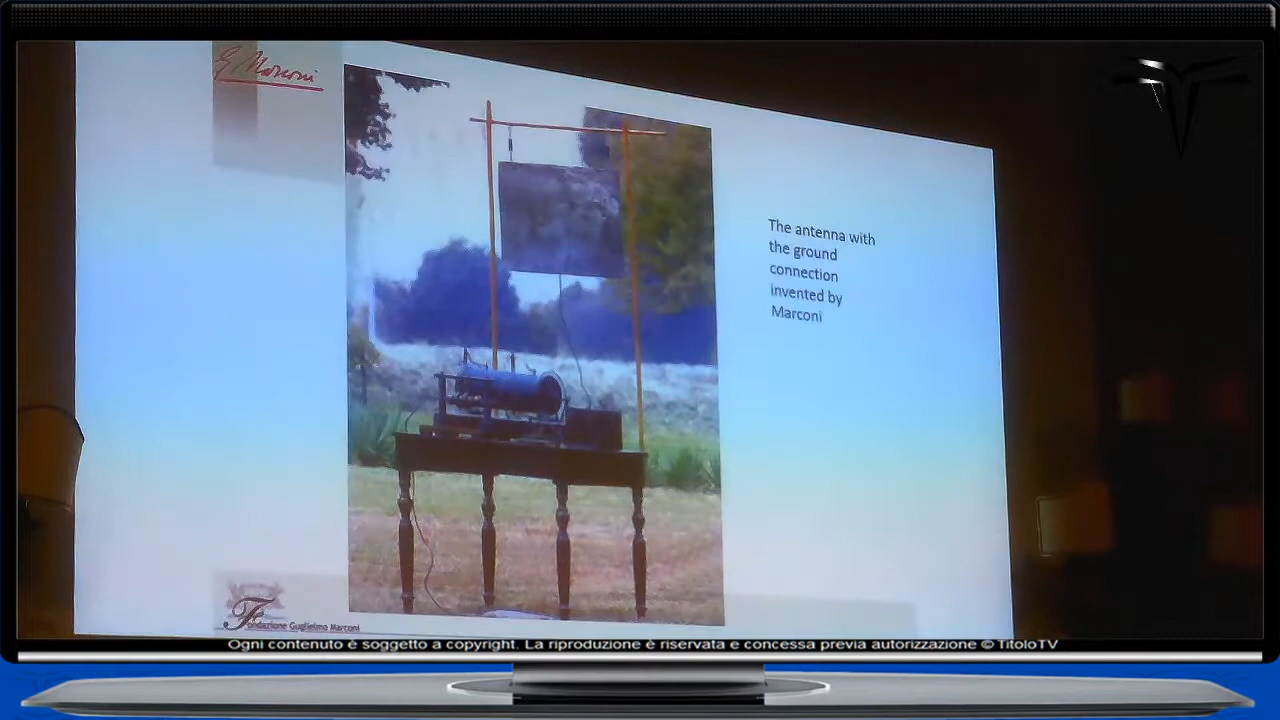 G Marconi
The antenna with
the ground
connection
invented by
Marconi
Fondazione Guglielmo Marconi
Ogni contenuto è soggetto a copyright. La riproduzione è riservata e concessa previa autorizzazione © TitoloTV